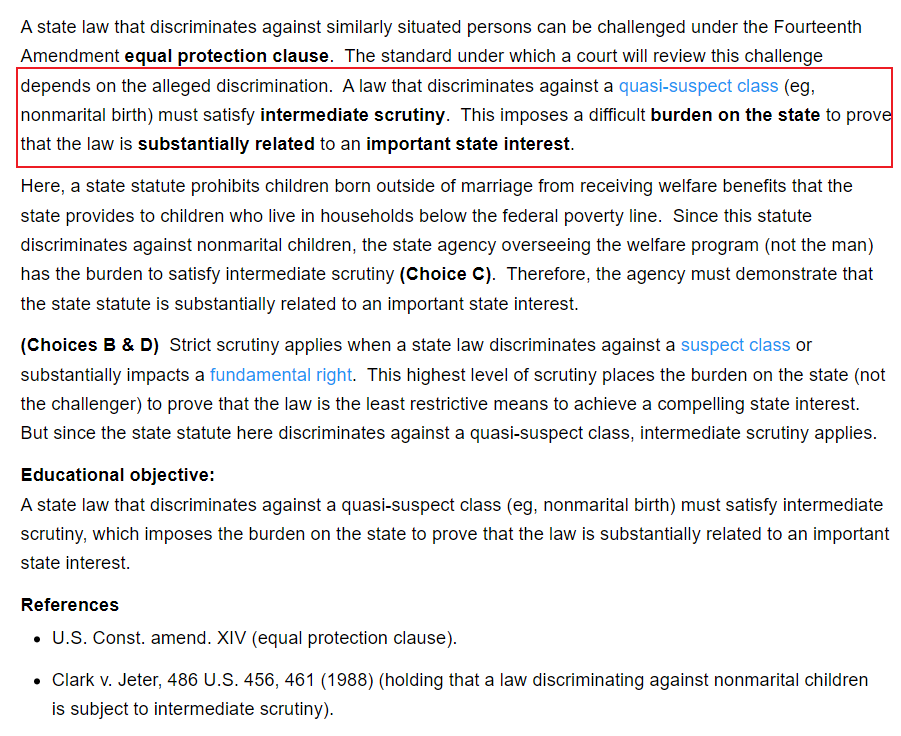 A state law that discriminates against similarly situated persons can be challenged under the Fourteenth
Amendment equal protection clause. The standard under which a court will review this challenge
depends on the alleged discrimination. A law that discriminates against a quasi-suspect class (eg,
nonmarital birth) must satisfy intermediate scrutiny. This imposes a difficult burden on the state to prove
that the law is substantially related to an important state interest.
Here, a state statute prohibits children born outside of marriage from receiving welfare benefits that the
state provides to children who live in households below the federal poverty line. Since this statute
discriminates against nonmarital children, the state agency overseeing the welfare program (not the man)
has the burden to satisfy intermediate scrutiny (Choice C). Therefore, the agency must demonstrate that
the state statute is substantially related to an important state interest.
(Choices B & D) Strict scrutiny applies when a state law discriminates against a suspect class or
substantially impacts a fundamental right. This highest level of scrutiny places the burden on the state (not
the challenger) to prove that the law is the least restrictive means to achieve a compelling state interest.
But since the state statute here discriminates against a quasi-suspect class, intermediate scrutiny applies.
Educational objective:
A state law that discriminates against a quasi-suspect class (eg, nonmarital birth) must satisfy intermediate
scrutiny, which imposes the burden on the state to prove that the law is substantially related to an important
state interest.
References
• U.S. Const. amend. XIV (equal protection clause).
• Clark v. Jeter, 486 U.S. 456, 461 (1988) (holding that a law discriminating against nonmarital children
is subject to intermediate scrutiny).